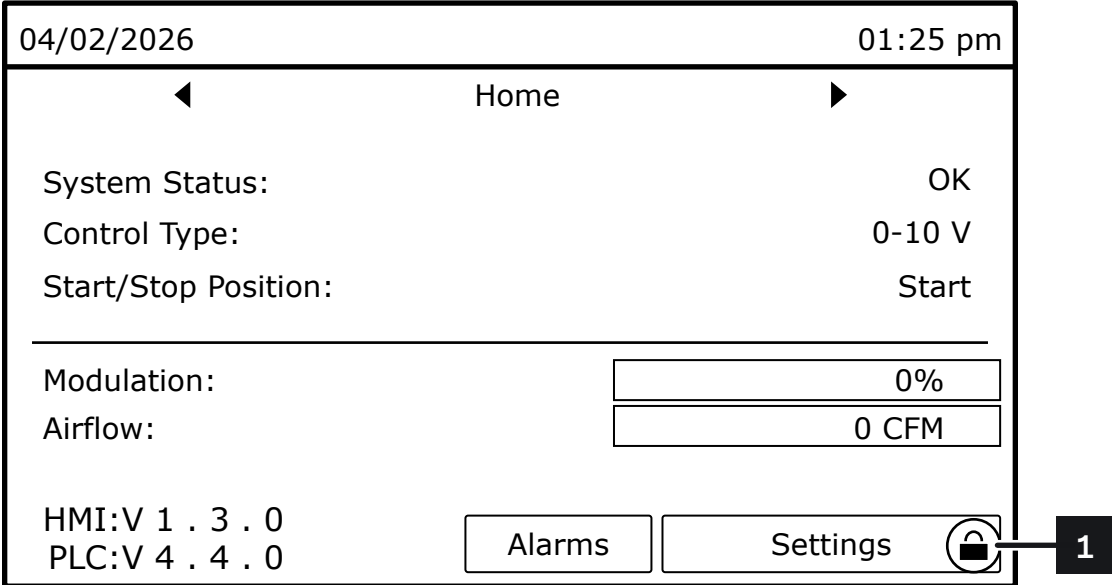 04/02/2026 01:25 pm
Home
System Status: OK
Control Type: 0-10 V
Start/Stop Position: Start
Modulation: 0%
Airflow: 0 CFM
HMI:V 1 . 3 . 0
PLC:V 4 . 4 . 0
Alarms Settings 1